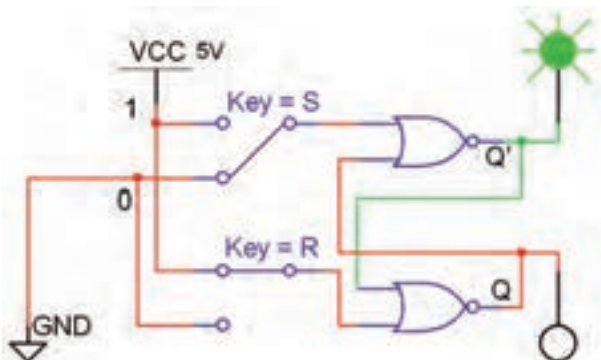 VCC 5V
1
Key = S
Q'
0
Key = R
Q
GND